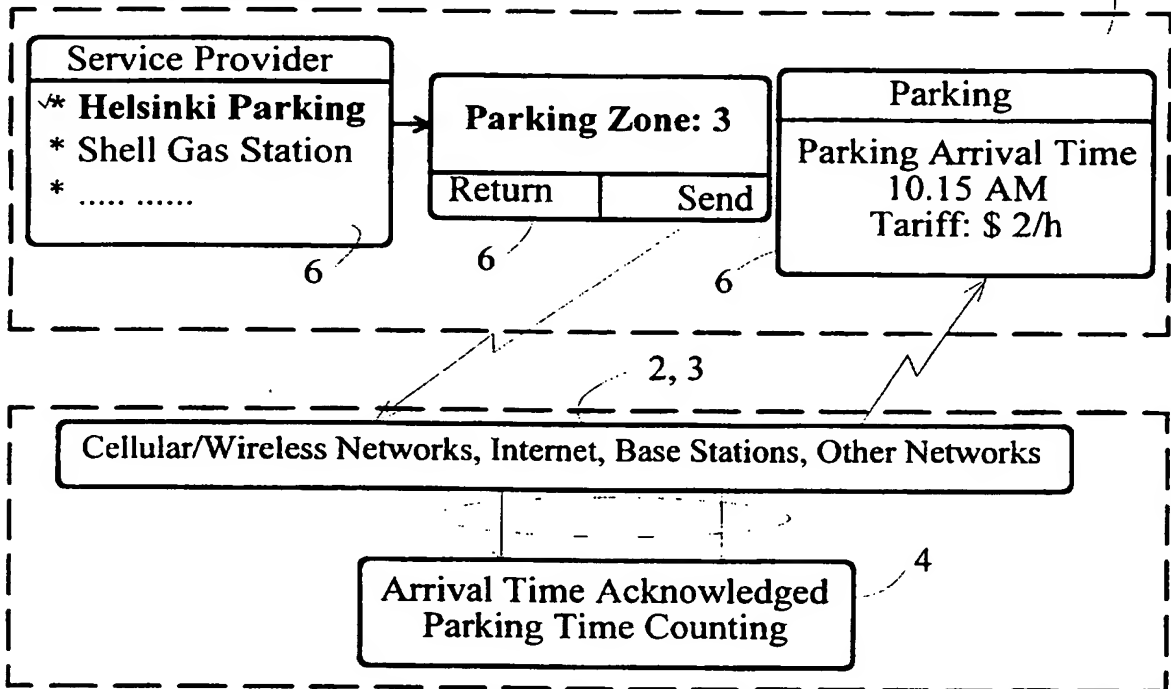 Service Provider
* Helsinki Parking
* Shell Gas Station
* ..... ......
6
Parking Zone: 3
Return Send
6
Parking
Parking Arrival Time
10.15 AM
Tariff: $ 2/h
6
2, 3
Cellular/Wireless Networks, Internet, Base Stations, Other Networks
4
Arrival Time Acknowledged
Parking Time Counting